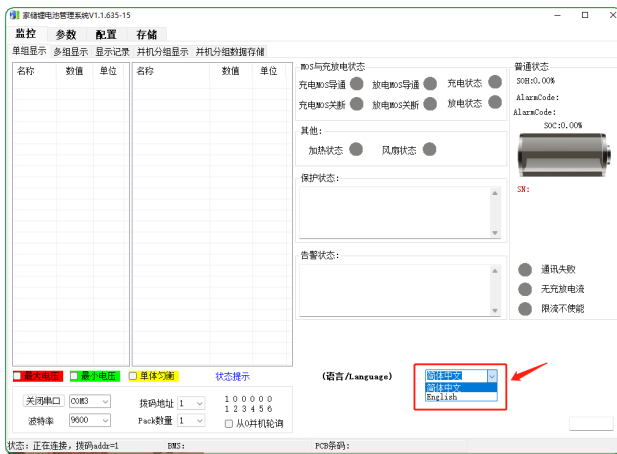 家储锂电池管理系统V1.1.635-15
监控 参数 配置 存储
单组显示 多组显示 显示记录 并机分组显示 并机分组数据存储
名称 数值 单位 名称 数值 单位
MOS与充放电状态
充电MOS导通 放电MOS导通 充电状态
充电MOS关断 放电MOS关断 放电状态
其他:
加热状态 风扇状态
保护状态:
告警状态:
普通状态
SOH:0.00%
AlarmCode:
AlarmCode:
SOC:0.00%
SN:
通讯失败
无充放电流
限流不使能
最大电压 最小电压 单体匀衡 状态提示
(语言/Language) 简体中文
简体中文
English
关闭串口 COM3 拨码地址 1 1 0 0 0 0 0
1 2 3 4 5 6
波特率 9600 Pack数量 1 从0并机轮询
状态: 正在连接, 拨码addr=1 BMS: PCB条码: